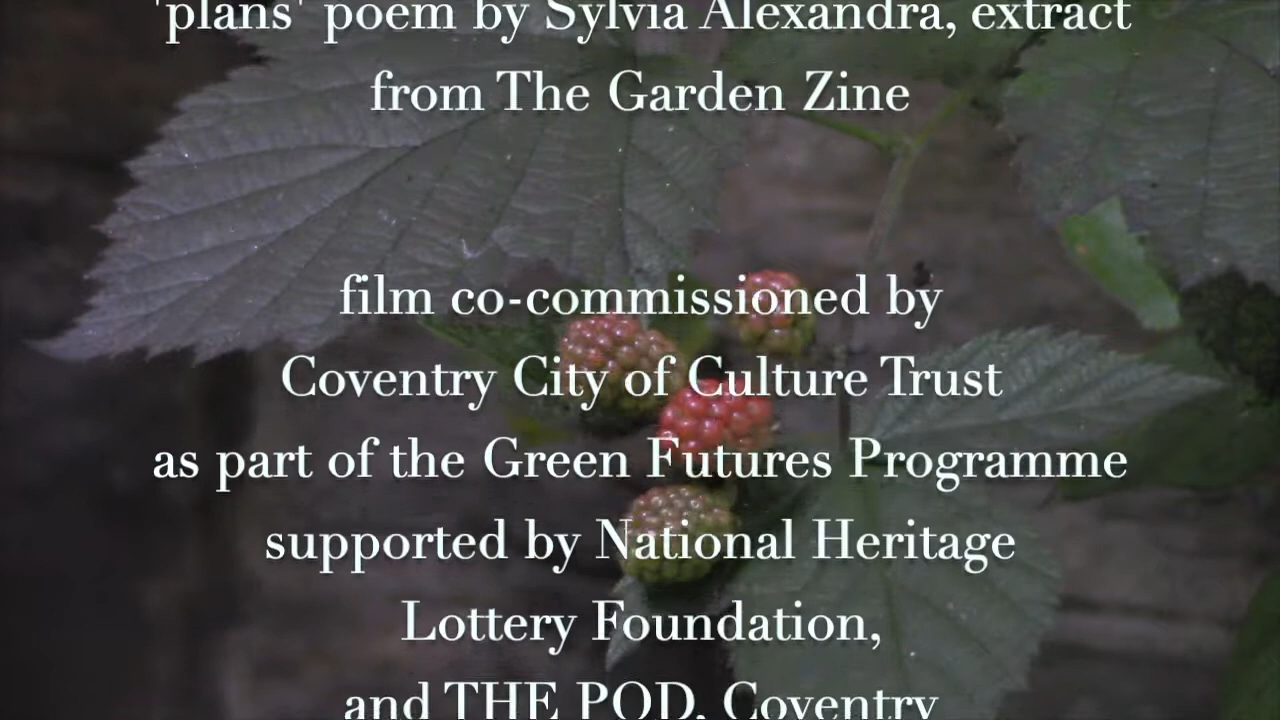 'plans' poem by Sylvia Alexandra, extract
from The Garden Zine
film co-commissioned by
Coventry City of Culture Trust
as part of the Green Futures Programme
supported by National Heritage
Lottery Foundation,
and THE POD, Coventry